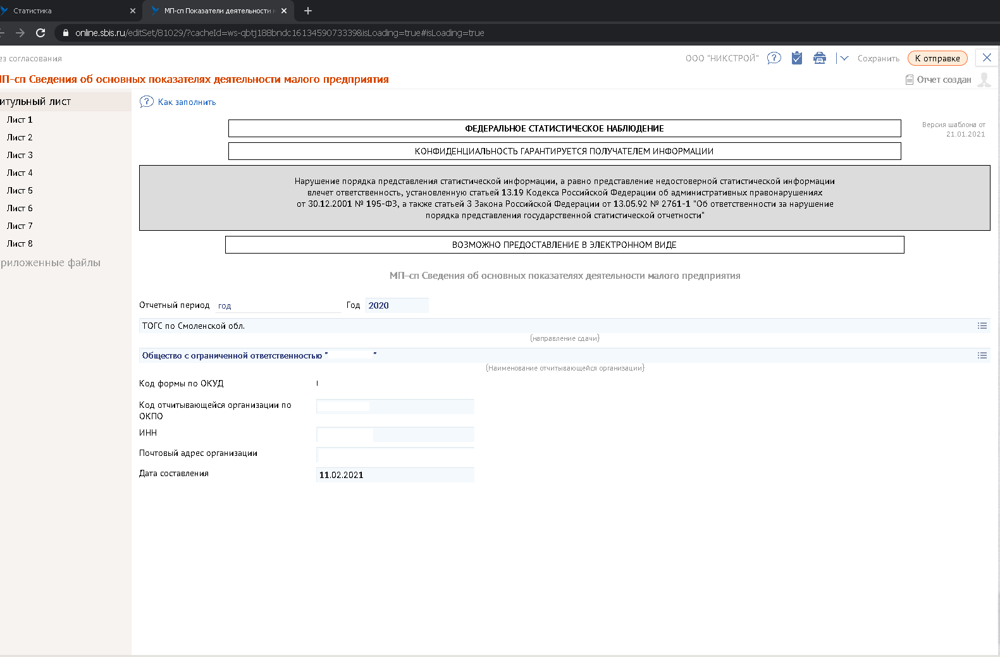 Статистика
МП-сп Показатели деятельности м
online.sbis.ru/editSet/81029/?cacheId=ws-qbtj188bndc1613459073339&isLoading=true#isLoading=true
ез согласования
ООО "НИКСТРОЙ"
Сохранить
К отправке
МП-сп Сведения об основных показателях деятельности малого предприятия
Отчет создан
итульный лист
Лист 1
Лист 2
Лист 3
Лист 4
Лист 5
Лист 6
Лист 7
Лист 8
риложенные файлы
Как заполнить
ФЕДЕРАЛЬНОЕ СТАТИСТИЧЕСКОЕ НАБЛЮДЕНИЕ
Версия шаблона от
21.01.2021
КОНФИДЕНЦИАЛЬНОСТЬ ГАРАНТИРУЕТСЯ ПОЛУЧАТЕЛЕМ ИНФОРМАЦИИ
Нарушение порядка представления статистической информации, а равно представление недостоверной статистической информации
влечет ответственность, установленную статьей 13.19 Кодекса Российской Федерации об административных правонарушениях
от 30.12.2001 № 195-ФЗ, а также статьей 3 Закона Российской Федерации от 13.05.92 № 2761-1 "Об ответственности за нарушение
порядка представления государственной статистической отчетности"
ВОЗМОЖНО ПРЕДОСТАВЛЕНИЕ В ЭЛЕКТРОННОМ ВИДЕ
МП-сп Сведения об основных показателях деятельности малого предприятия
Отчетный период год Год 2020
ТОГС по Смоленской обл.
(направление сдачи)
Общество с ограниченной ответственностью " "
(Наименование отчитывающейся организации)
Код формы по ОКУД
Код отчитывающейся организации по
ОКПО
ИНН
Почтовый адрес организации
Дата составления 11.02.2021